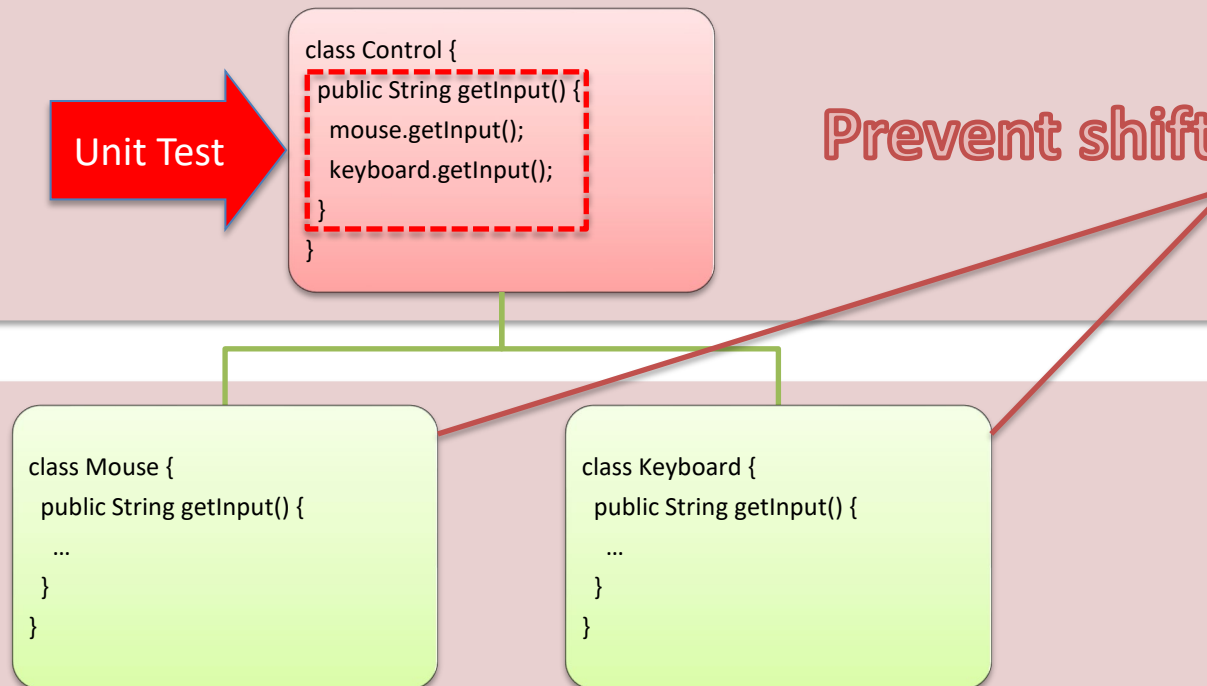 class Control {
public String getInput() {
mouse.getInput();
keyboard.getInput();
}
}
Unit Test
Prevent shift
class Mouse {
public String getInput() {
...
}
}
class Keyboard {
public String getInput() {
...
}
}